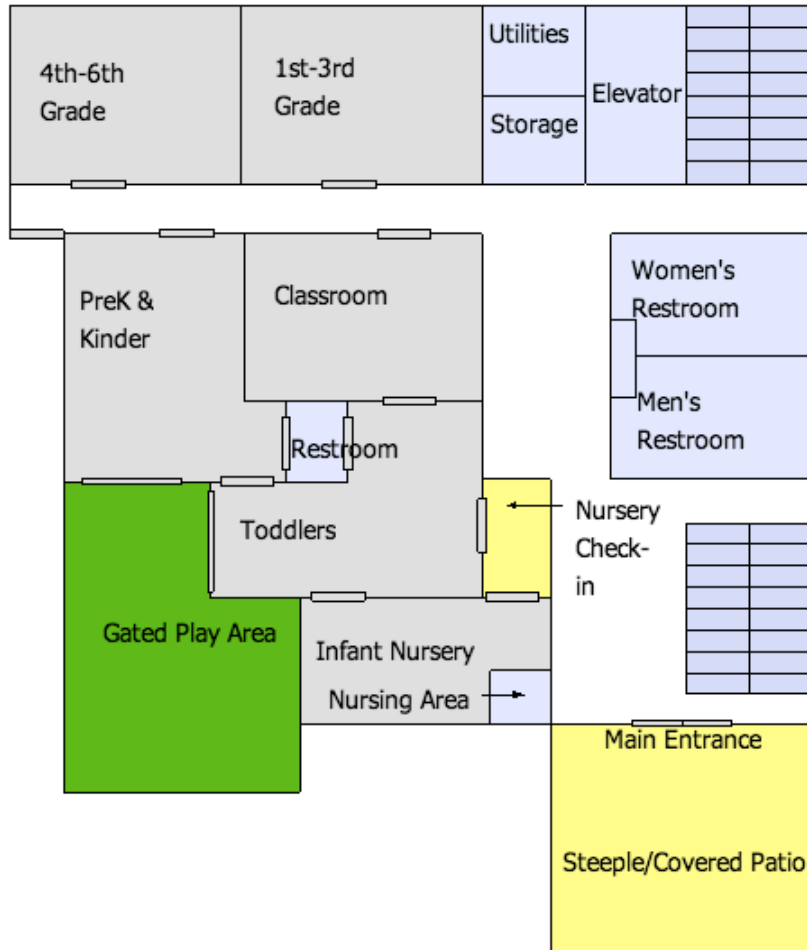 4th-6th
Grade
1st-3rd
Grade
Utilities
Storage
Elevator
PreK &
Kinder
Classroom
Women's
Restroom
Men's
Restroom
Restroom
Toddlers
Nursery
Check-
in
Gated Play Area
Infant Nursery
Nursing Area
Main Entrance
Steeple/Covered Patio